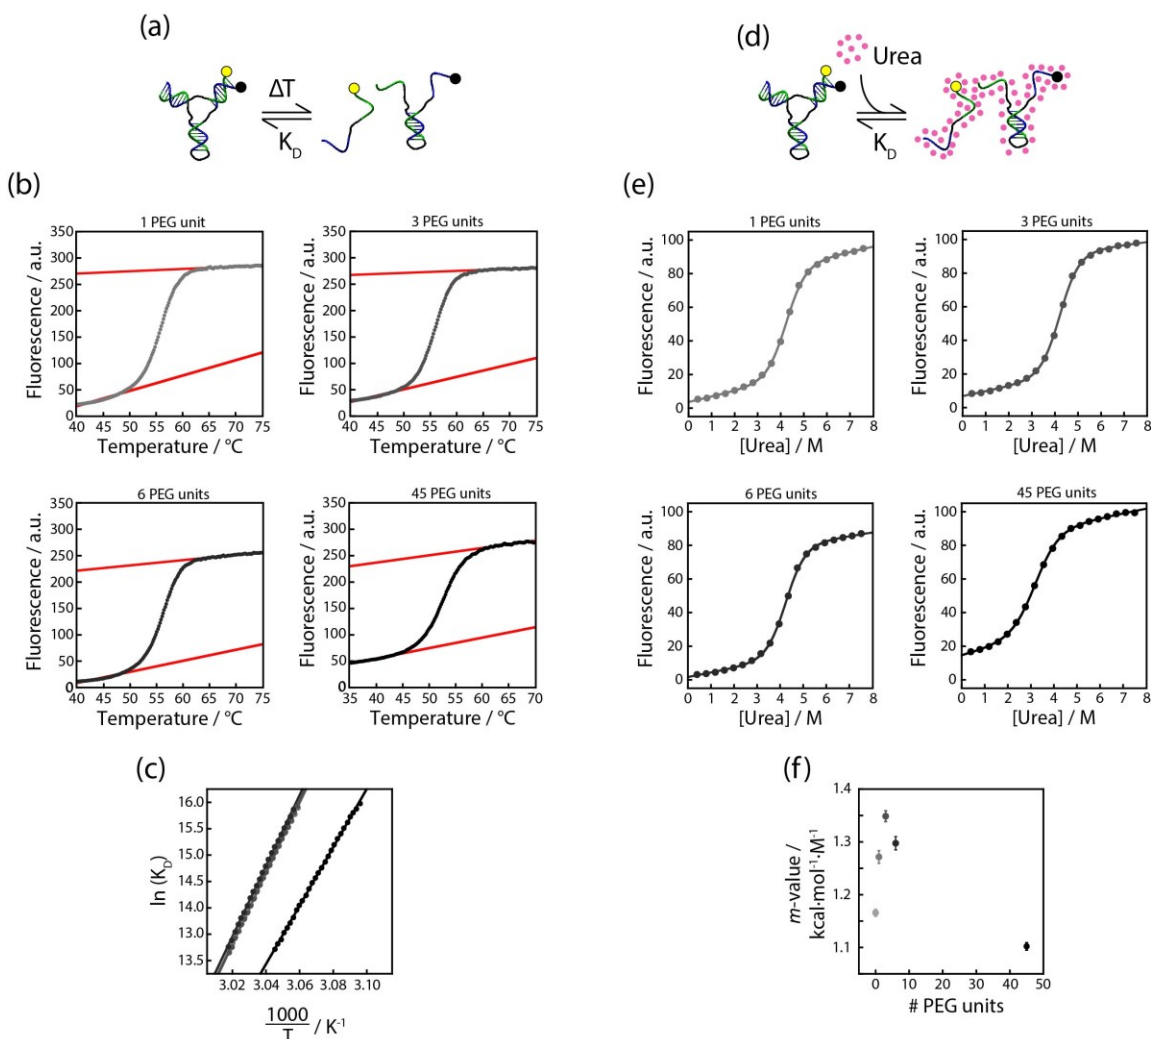 (a)
ΔT
K_D
(d)
Urea
K_D
(b)
1 PEG unit
Fluorescence / a.u.
350
300
250
200
150
100
50
0
40 45 50 55 60 65 70 75
Temperature / °C
3 PEG units
Fluorescence / a.u.
350
300
250
200
150
100
50
0
40 45 50 55 60 65 70 75
Temperature / °C
6 PEG units
Fluorescence / a.u.
350
300
250
200
150
100
50
0
40 45 50 55 60 65 70 75
Temperature / °C
45 PEG units
Fluorescence / a.u.
350
300
250
200
150
100
50
0
35 40 45 50 55 60 65 70
Temperature / °C
(e)
1 PEG units
Fluorescence / a.u.
100
80
60
40
20
0
0 1 2 3 4 5 6 7 8
[Urea] / M
3 PEG units
Fluorescence / a.u.
100
80
60
40
20
0
0 1 2 3 4 5 6 7 8
[Urea] / M
6 PEG units
Fluorescence / a.u.
100
80
60
40
20
0
0 1 2 3 4 5 6 7 8
[Urea] / M
45 PEG units
Fluorescence / a.u.
100
80
60
40
20
0
0 1 2 3 4 5 6 7 8
[Urea] / M
(c)
ln (K_D)
16.0
15.5
15.0
14.5
14.0
13.5
3.02 3.04 3.06 3.08 3.10
1000
T / K⁻¹
(f)
m-value /
kcal·mol⁻¹·M⁻¹
1.4
1.3
1.2
1.1
0 10 20 30 40 50
# PEG units